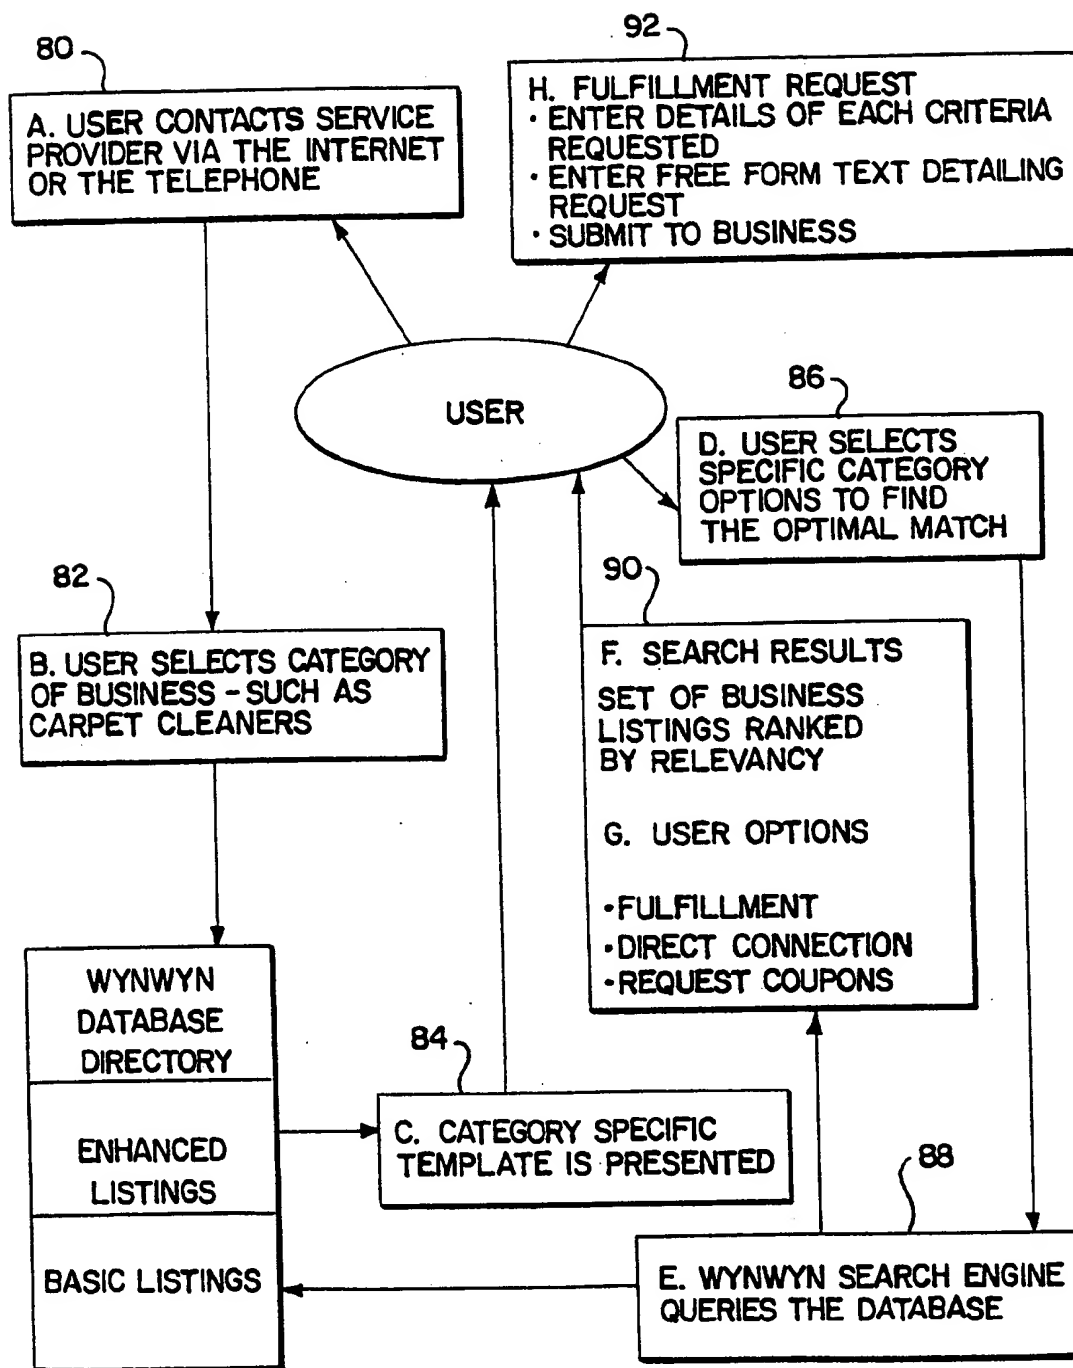 80
A. USER CONTACTS SERVICE
PROVIDER VIA THE INTERNET
OR THE TELEPHONE
92
H. FULFILLMENT REQUEST
· ENTER DETAILS OF EACH CRITERIA
REQUESTED
· ENTER FREE FORM TEXT DETAILING
REQUEST
· SUBMIT TO BUSINESS
USER
86
D. USER SELECTS
SPECIFIC CATEGORY
OPTIONS TO FIND
THE OPTIMAL MATCH
82
B. USER SELECTS CATEGORY
OF BUSINESS - SUCH AS
CARPET CLEANERS
90
F. SEARCH RESULTS
SET OF BUSINESS
LISTINGS RANKED
BY RELEVANCY
G. USER OPTIONS
· FULFILLMENT
· DIRECT CONNECTION
· REQUEST COUPONS
WYNWYN
DATABASE
DIRECTORY
ENHANCED
LISTINGS
BASIC LISTINGS
84
C. CATEGORY SPECIFIC
TEMPLATE IS PRESENTED
88
E. WYNWYN SEARCH ENGINE
QUERIES THE DATABASE